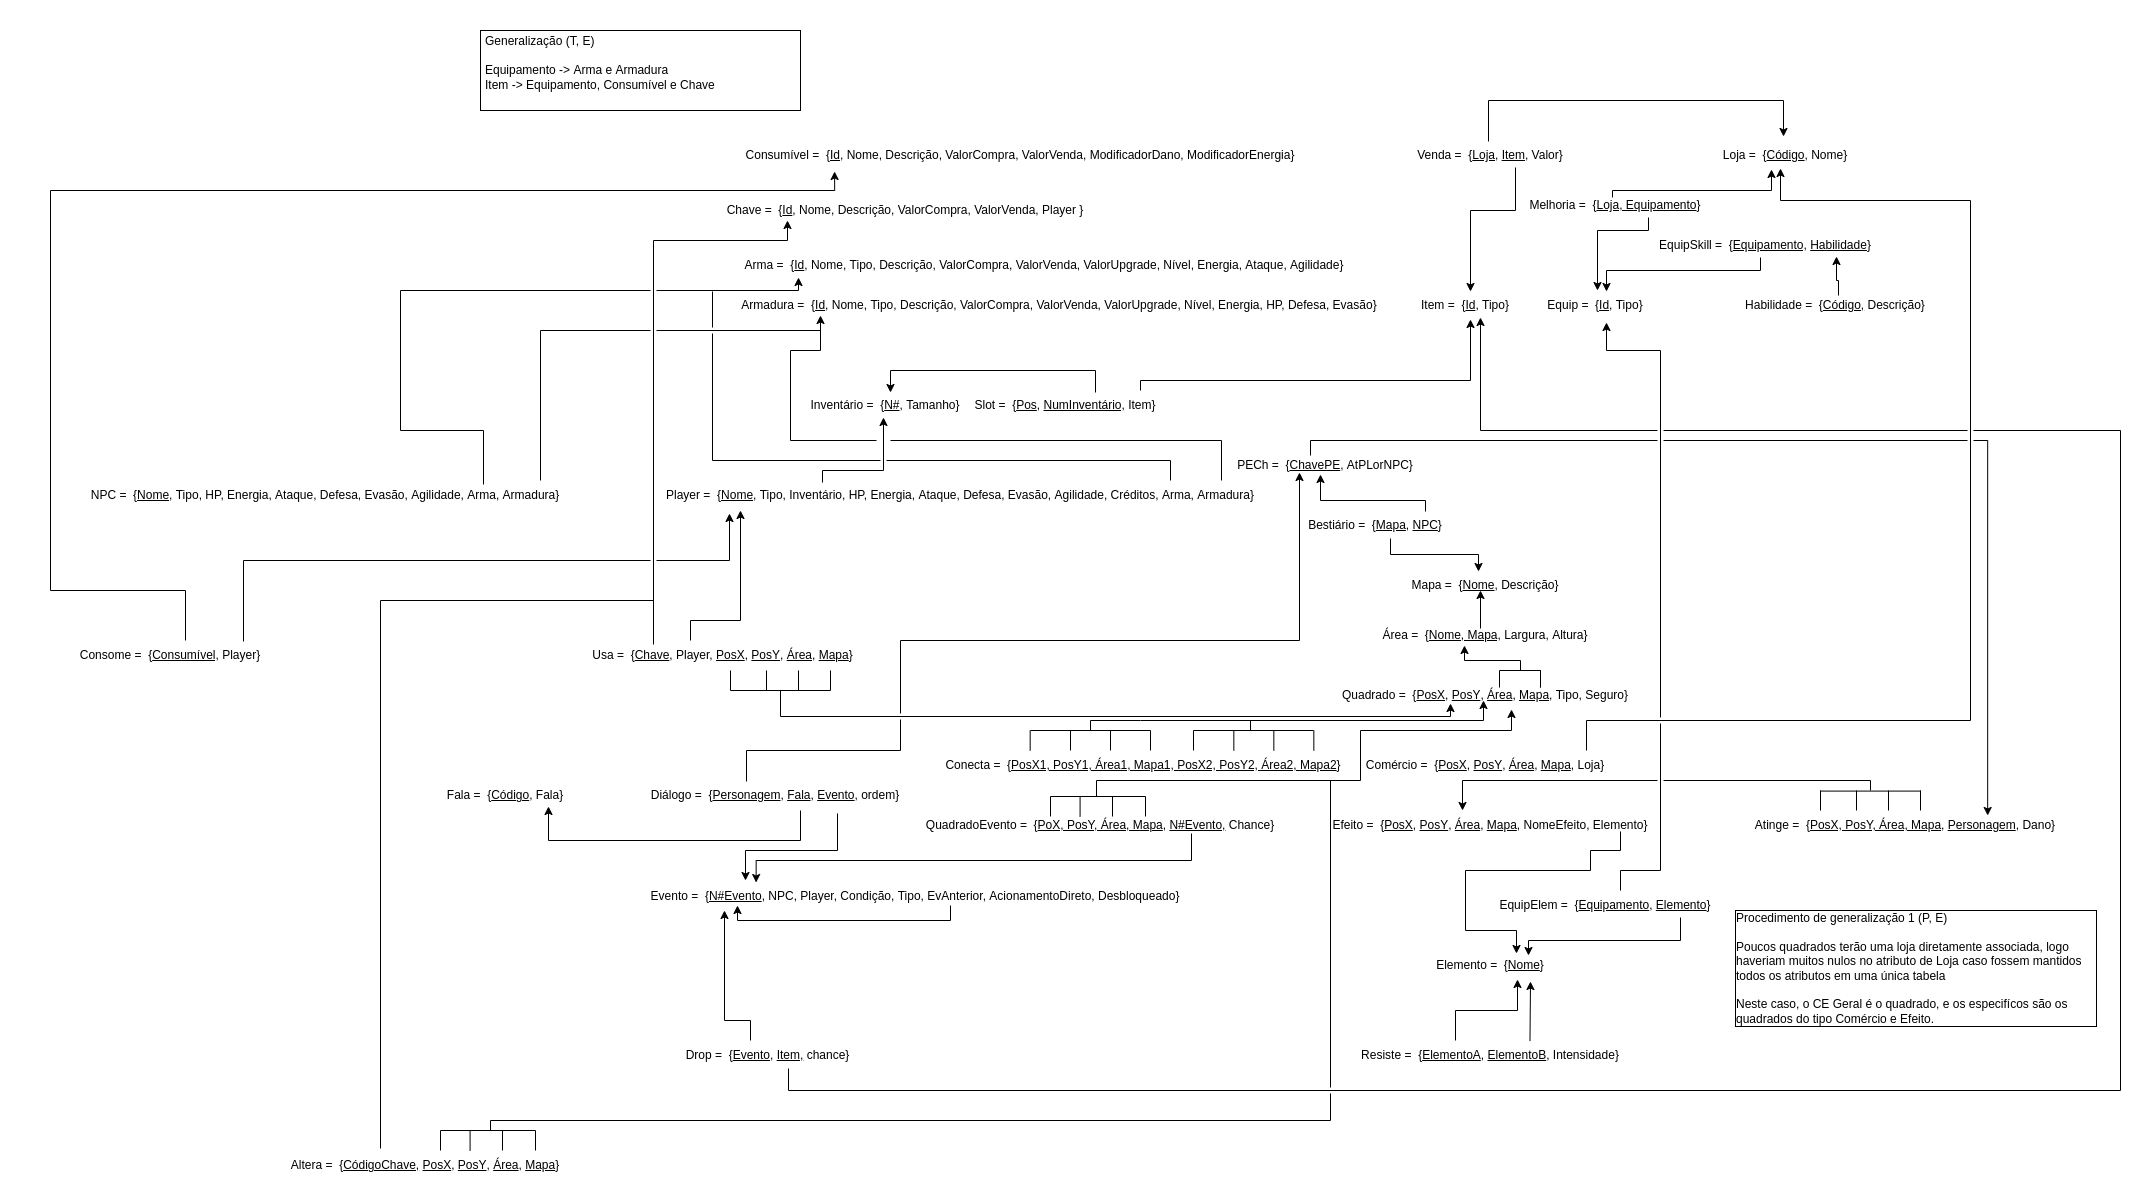 Generalização (T, E)
Equipamento -> Arma e Armadura
Item -> Equipamento, Consumível e Chave
Consumível = {Id, Nome, Descrição, ValorCompra, ValorVenda, ModificadorDano, ModificadorEnergia}
Venda = {Loja, Item, Valor}
Loja = {Código, Nome}
Chave = {Id, Nome, Descrição, ValorCompra, ValorVenda, Player }
Melhoria = {Loja, Equipamento}
EquipSkill = {Equipamento, Habilidade}
Arma = {Id, Nome, Tipo, Descrição, ValorCompra, ValorVenda, ValorUpgrade, Nível, Energia, Ataque, Agilidade}
Armadura = {Id, Nome, Tipo, Descrição, ValorCompra, ValorVenda, ValorUpgrade, Nível, Energia, HP, Defesa, Evasão}
Item = {Id, Tipo}
Equip = {Id, Tipo}
Habilidade = {Código, Descrição}
Inventário = {N#, Tamanho}
Slot = {Pos, NumInventário, Item}
PECh = {ChavePE, AtPLorNPC}
NPC = {Nome, Tipo, HP, Energia, Ataque, Defesa, Evasão, Agilidade, Arma, Armadura}
Player = {Nome, Tipo, Inventário, HP, Energia, Ataque, Defesa, Evasão, Agilidade, Créditos, Arma, Armadura}
Bestiário = {Mapa, NPC}
Mapa = {Nome, Descrição}
Área = {Nome, Mapa, Largura, Altura}
Consome = {Consumível, Player}
Usa = {Chave, Player, PosX, PosY, Área, Mapa}
Quadrado = {PosX, PosY, Área, Mapa, Tipo, Seguro}
Conecta = {PosX1, PosY1, Área1, Mapa1, PosX2, PosY2, Área2, Mapa2}
Comércio = {PosX, PosY, Área, Mapa, Loja}
Fala = {Código, Fala}
Diálogo = {Personagem, Fala, Evento, ordem}
QuadradoEvento = {PoX, PosY, Área, Mapa, N#Evento, Chance}
Efeito = {PosX, PosY, Área, Mapa, NomeEfeito, Elemento}
Atinge = {PosX, PosY, Área, Mapa, Personagem, Dano}
Evento = {N#Evento, NPC, Player, Condição, Tipo, EvAnterior, AcionamentoDireto, Desbloqueado}
EquipElem = {Equipamento, Elemento}
Procedimento de generalização 1 (P, E)
Poucos quadrados terão uma loja diretamente associada, logo
haveriam muitos nulos no atributo de Loja caso fossem mantidos
todos os atributos em uma única tabela
Neste caso, o CE Geral é o quadrado, e os especifícos são os
quadrados do tipo Comércio e Efeito.
Elemento = {Nome}
Drop = {Evento, Item, chance}
Resiste = {ElementoA, ElementoB, Intensidade}
Altera = {CódigoChave, PosX, PosY, Área, Mapa}